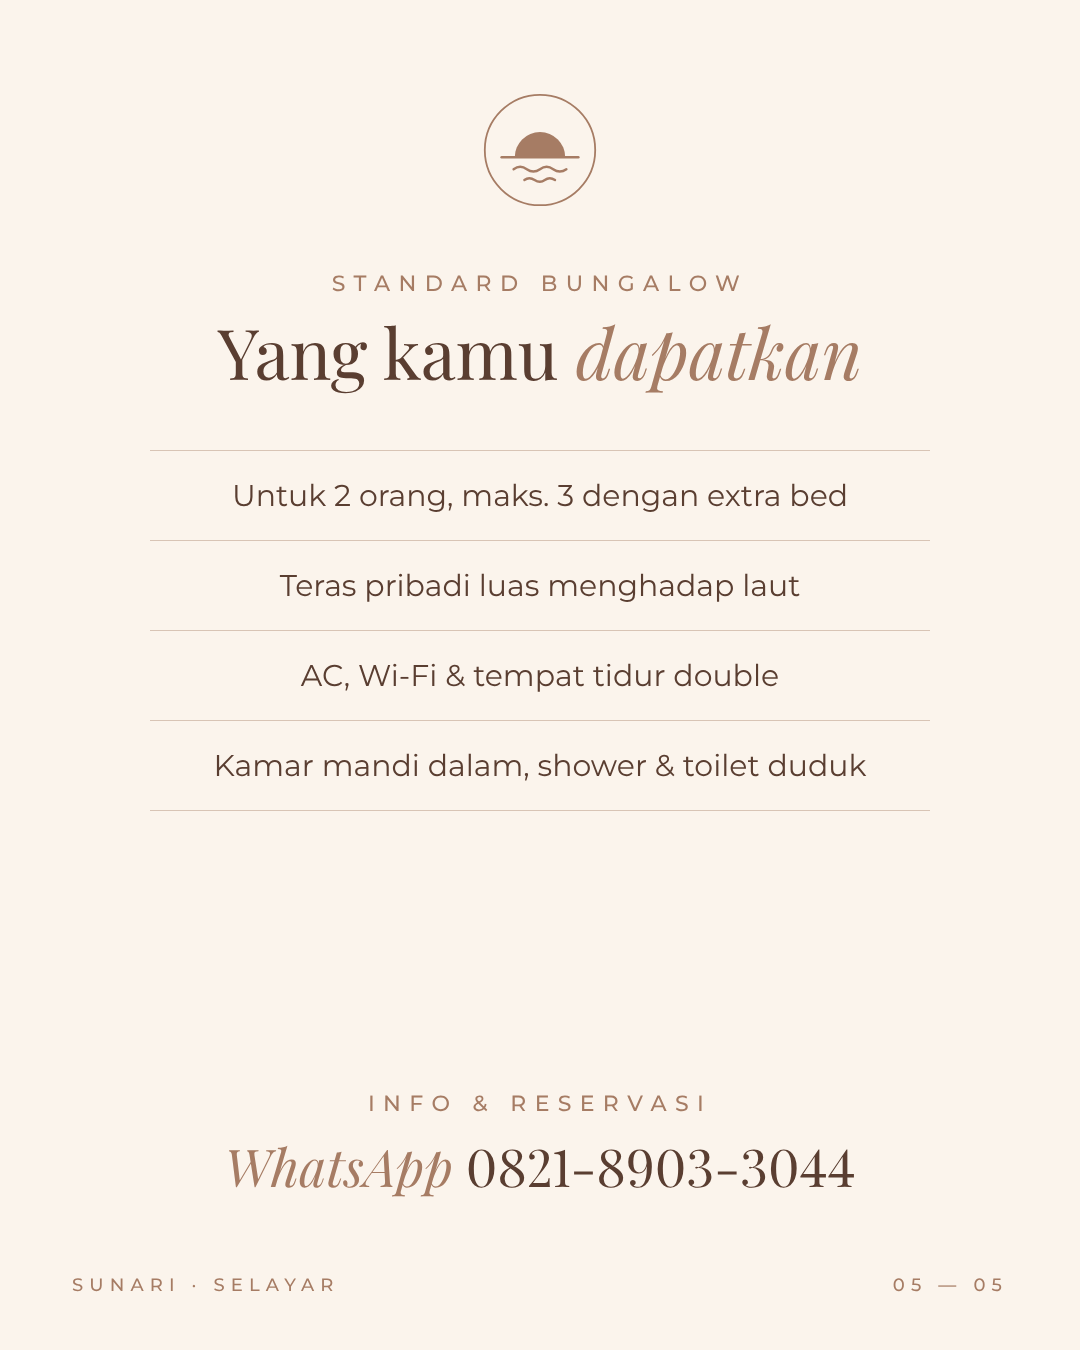 STANDARD BUNGALOW
Yang kamu dapatkan
Untuk 2 orang, maks. 3 dengan extra bed
Teras pribadi luas menghadap laut
AC, Wi-Fi & tempat tidur double
Kamar mandi dalam, shower & toilet duduk
INFO & RESERVASI
WhatsApp 0821-8903-3044
SUNARI · SELAYAR
05 — 05